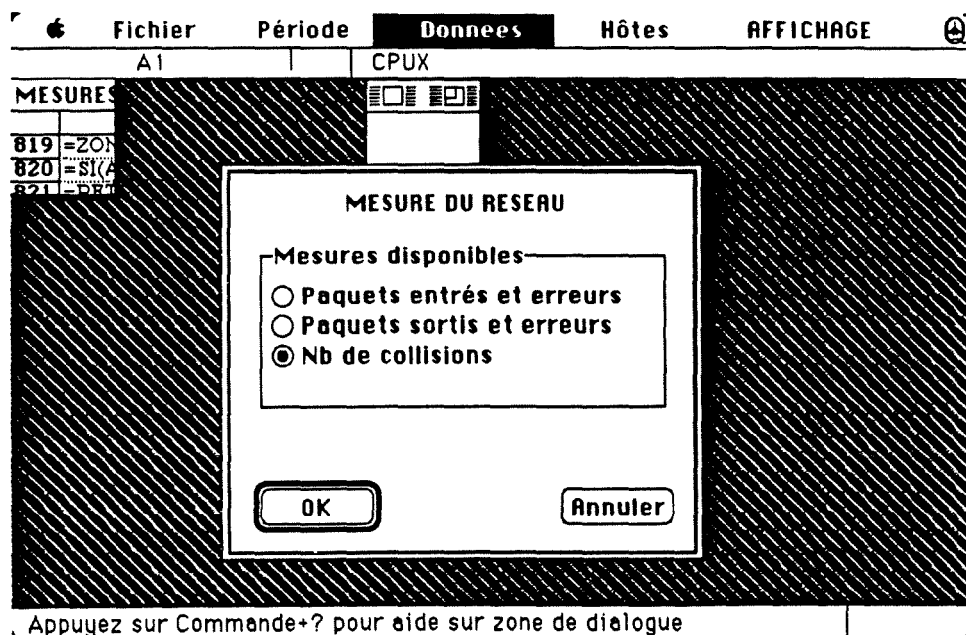 Fichier Période Donnees Hôtes AFFICHAGE
A1 CPUX
MESURES
819 =ZON
820 =SI(A
821 =RET
MESURE DU RESEAU
Mesures disponibles
Paquets entrés et erreurs
Paquets sortis et erreurs
Nb de collisions
OK Annuler
Appuyez sur Commande+? pour aide sur zone de dialogue